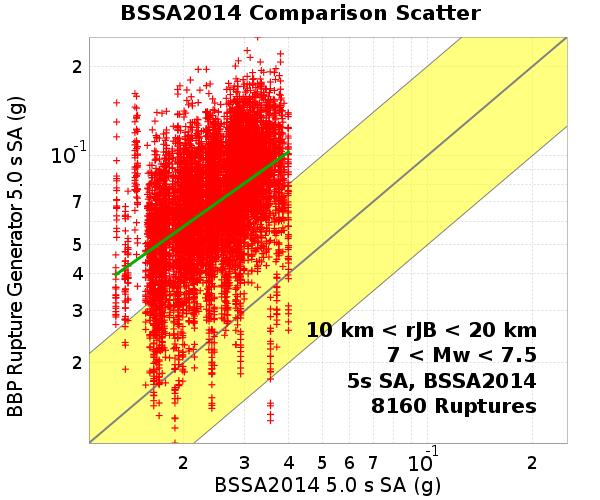 BSSA2014 Comparison Scatter
BBP Rupture Generator 5.0 s SA (g)
2
10-1
7
5
4
3
2
10 km < rJB < 20 km
7 < Mw < 7.5
5s SA, BSSA2014
8160 Ruptures
2 3 4 5 6 7 10-1 2
BSSA2014 5.0 s SA (g)